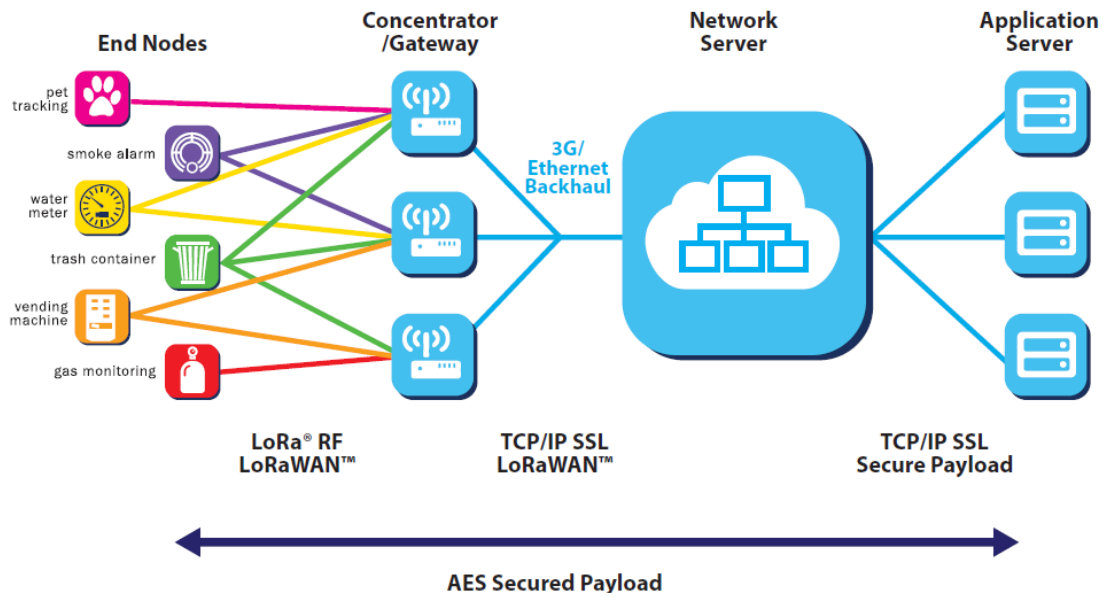 End Nodes
Concentrator
/Gateway
Network
Server
Application
Server
pet
tracking
smoke alarm
water
meter
trash container
vending
machine
gas monitoring
3G/
Ethernet
Backhaul
LoRa® RF
LoRaWAN™
TCP/IP SSL
LoRaWAN™
TCP/IP SSL
Secure Payload
AES Secured Payload